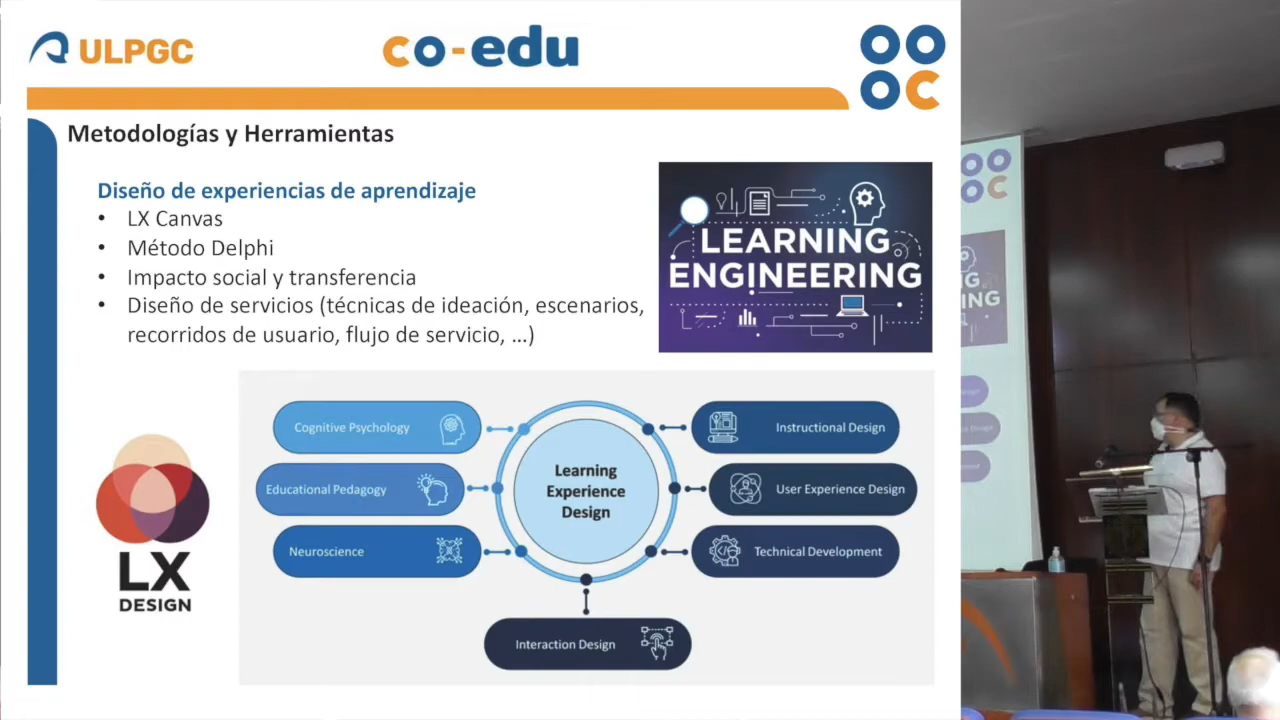 ULPGC
co-edu
Metodologías y Herramientas
Diseño de experiencias de aprendizaje
• LX Canvas
• Método Delphi
• Impacto social y transferencia
• Diseño de servicios (técnicas de ideación, escenarios,
recorridos de usuario, flujo de servicio, …)
LEARNING
ENGINEERING
Cognitive Psychology
Educational Pedagogy
Neuroscience
Learning
Experience
Design
Instructional Design
User Experience Design
Technical Development
Interaction Design
LX
DESIGN
NG
RING